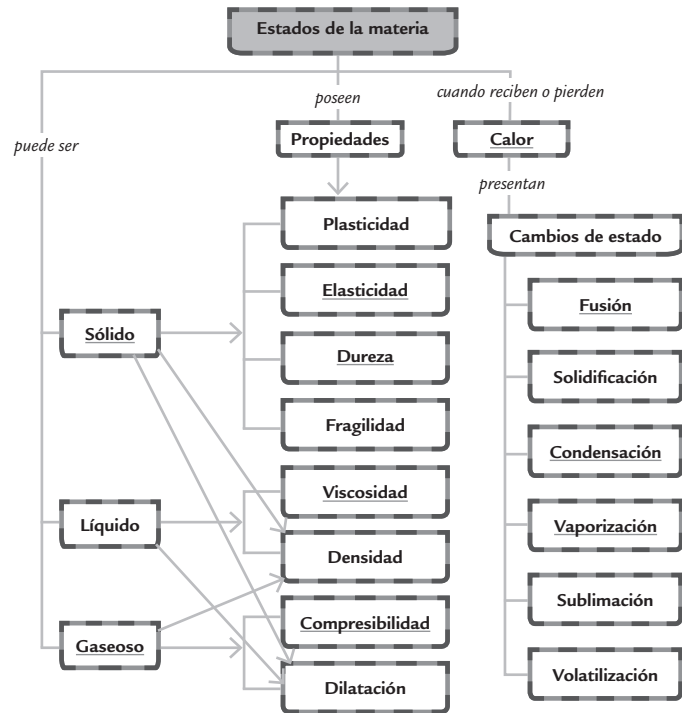 Estados de la materia
puede ser
poseen
cuando reciben o pierden
Propiedades
Calor
presentan
Plasticidad
Elasticidad
Dureza
Fragilidad
Viscosidad
Densidad
Compresibilidad
Dilatación
Sólido
Líquido
Gaseoso
Cambios de estado
Fusión
Solidificación
Condensación
Vaporización
Sublimación
Volatilización